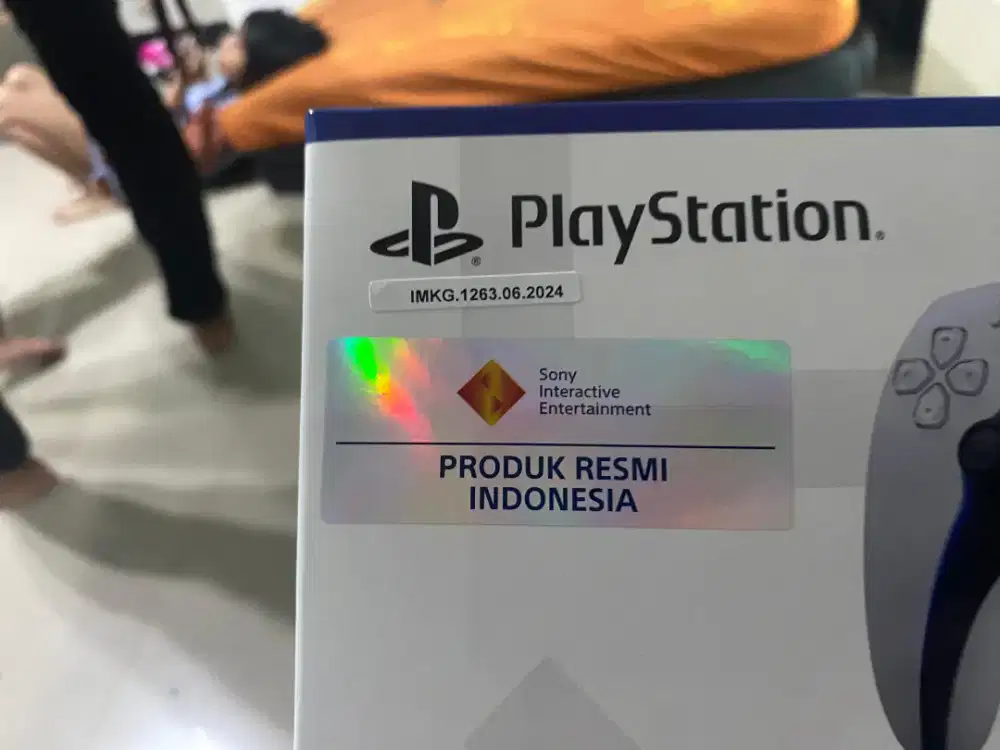 PlayStation®
IMKG.1263.06.2024
Sony
Interactive
Entertainment
PRODUK RESMI
INDONESIA